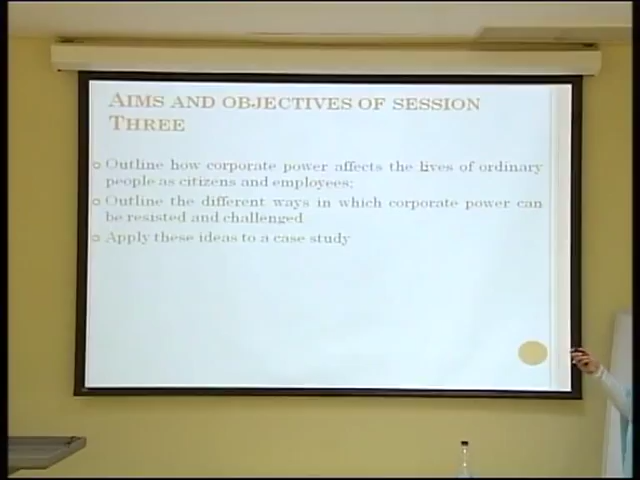 AIMS AND OBJECTIVES OF SESSION
THREE
Outline how corporate power affects the lives of ordinary
people as citizens and employees;
Outline the different ways in which corporate power can
be resisted and challenged
Apply these ideas to a case study